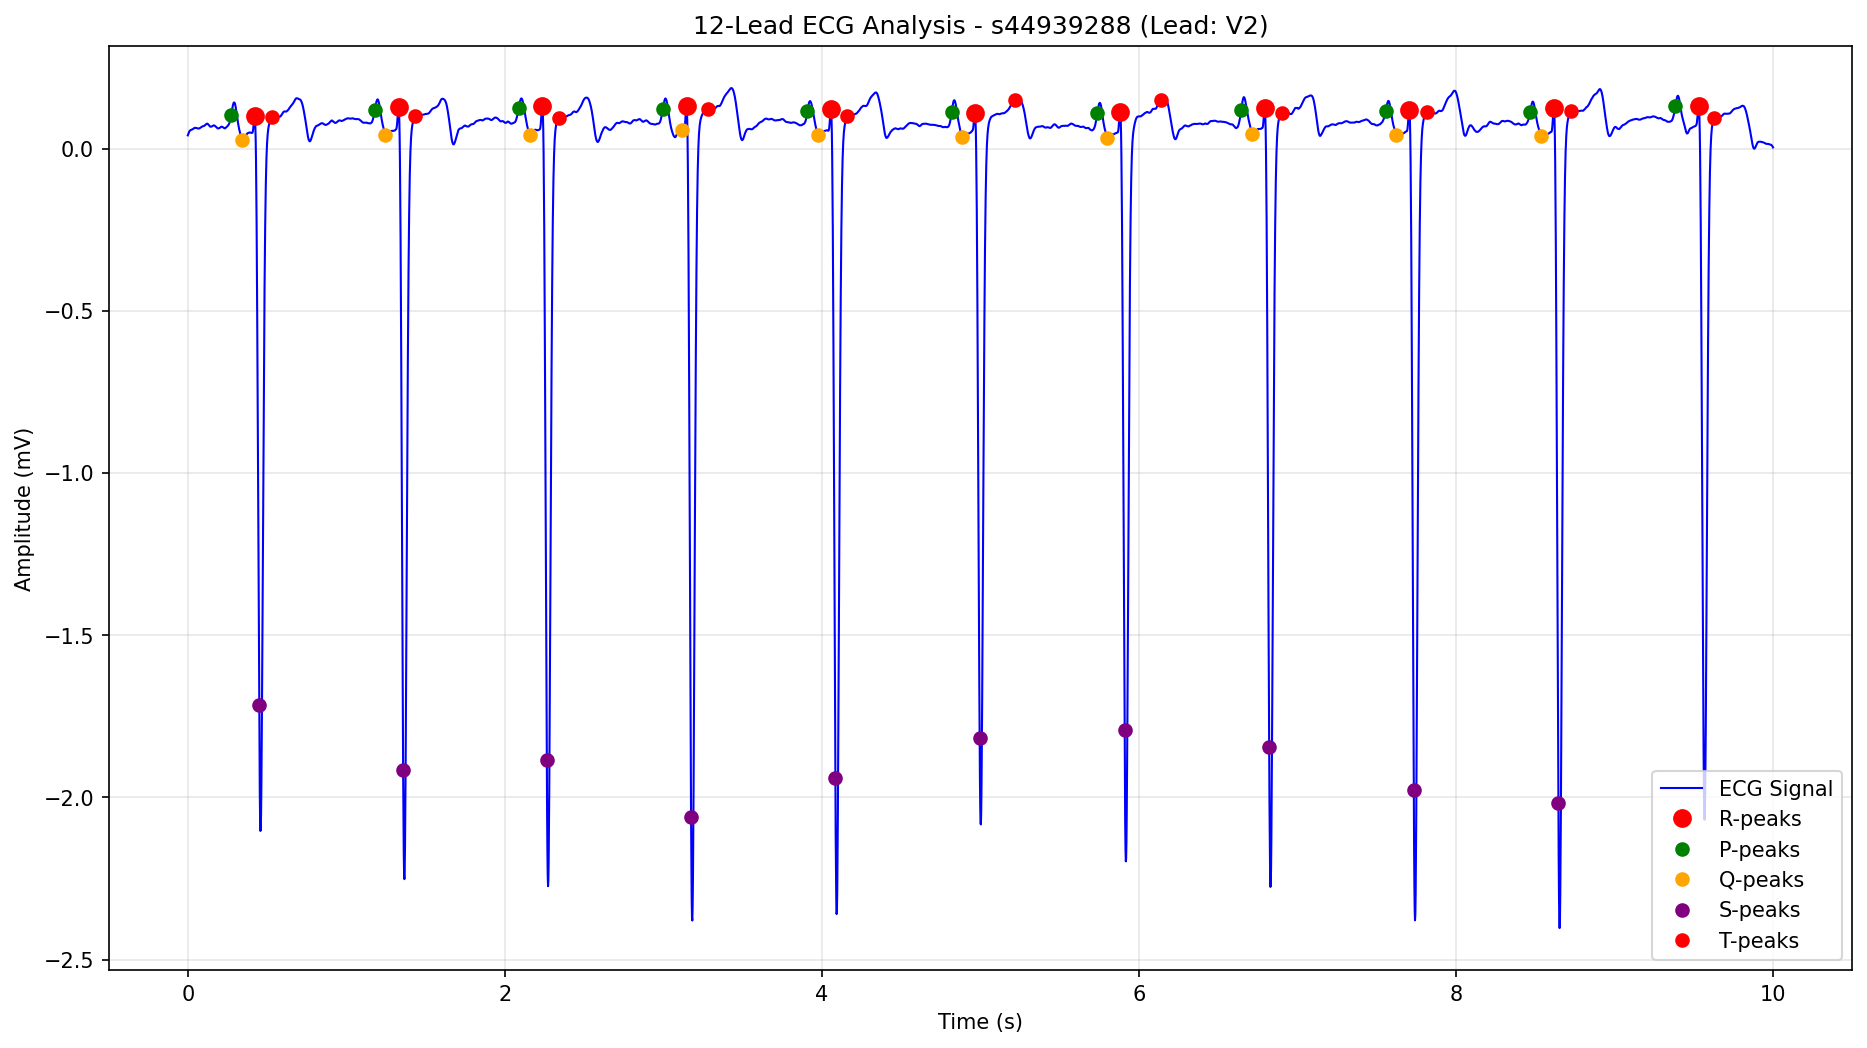 12-Lead ECG Analysis - s44939288 (Lead: V2)
Amplitude (mV)
0.0
−0.5
−1.0
−1.5
−2.0
−2.5
0 2 4 6 8 10
Time (s)
ECG Signal
R-peaks
P-peaks
Q-peaks
S-peaks
T-peaks